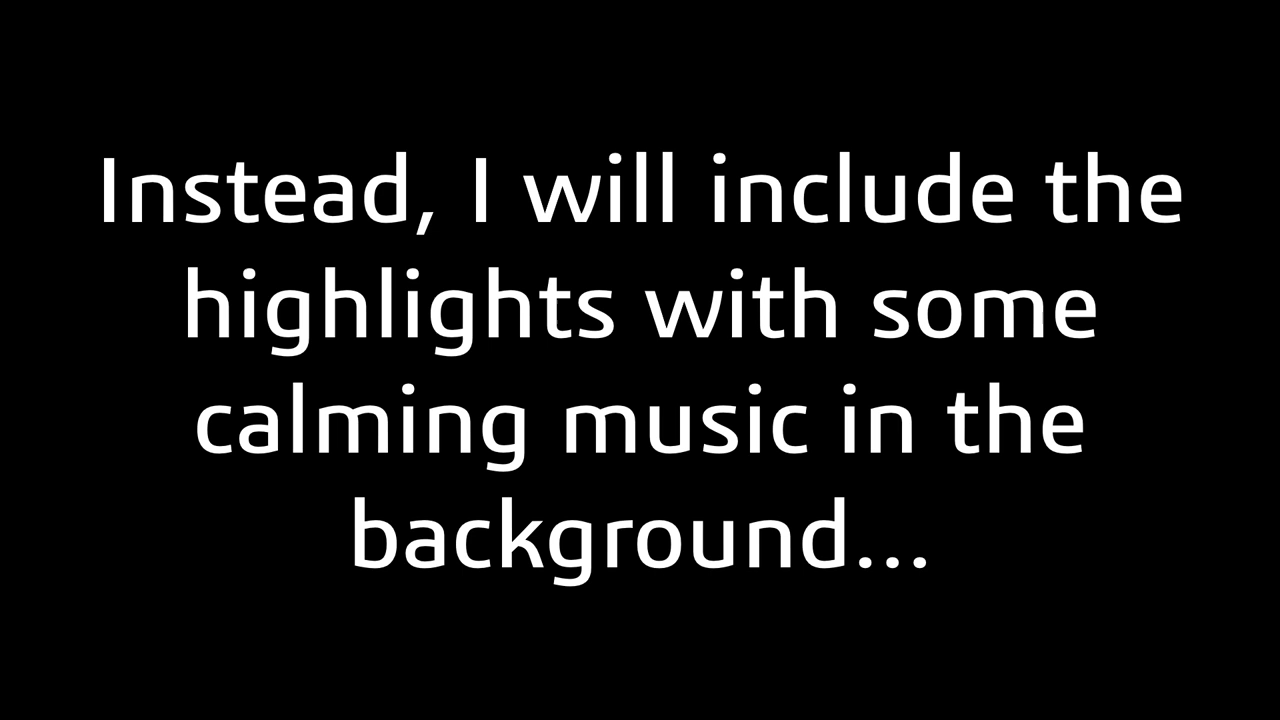 Instead, I will include the
highlights with some
calming music in the
background...